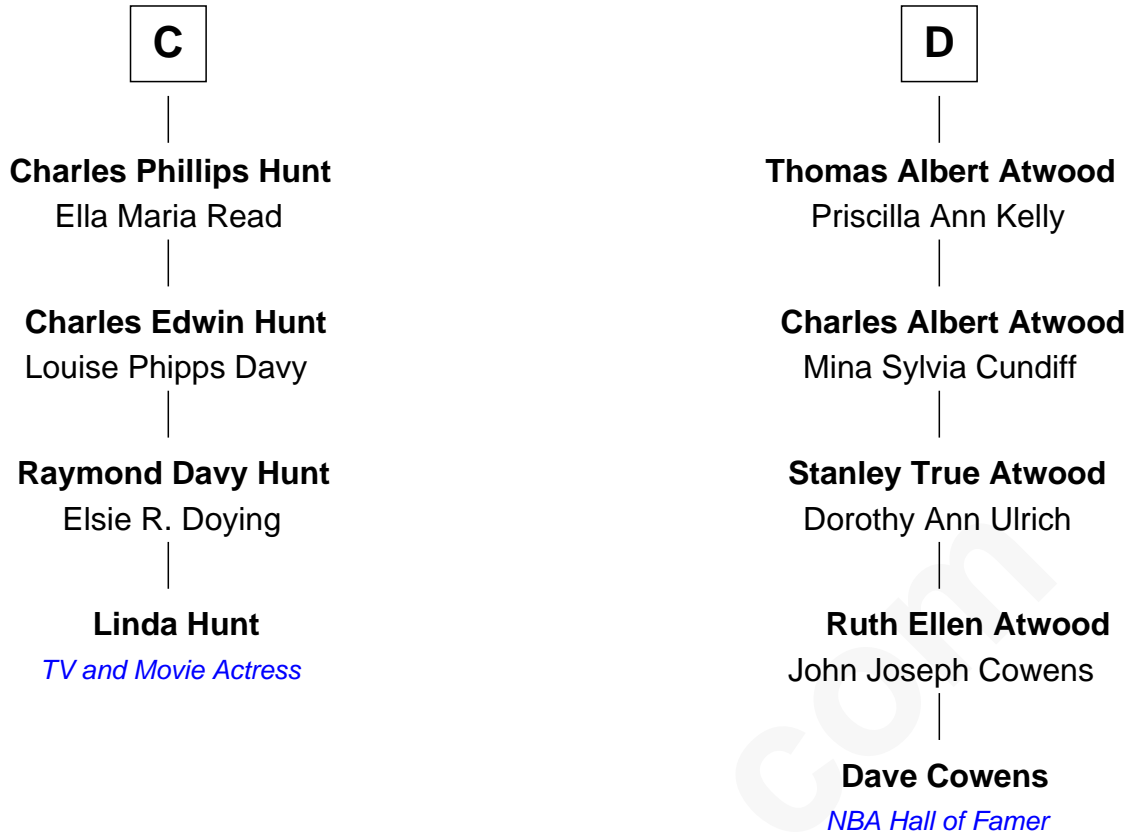 C
Charles Phillips Hunt
Ella Maria Read
Charles Edwin Hunt
Louise Phipps Davy
Raymond Davy Hunt
Elsie R. Doying
Linda Hunt
TV and Movie Actress
D
Thomas Albert Atwood
Priscilla Ann Kelly
Charles Albert Atwood
Mina Sylvia Cundiff
Stanley True Atwood
Dorothy Ann Ulrich
Ruth Ellen Atwood
John Joseph Cowens
Dave Cowens
NBA Hall of Famer
com